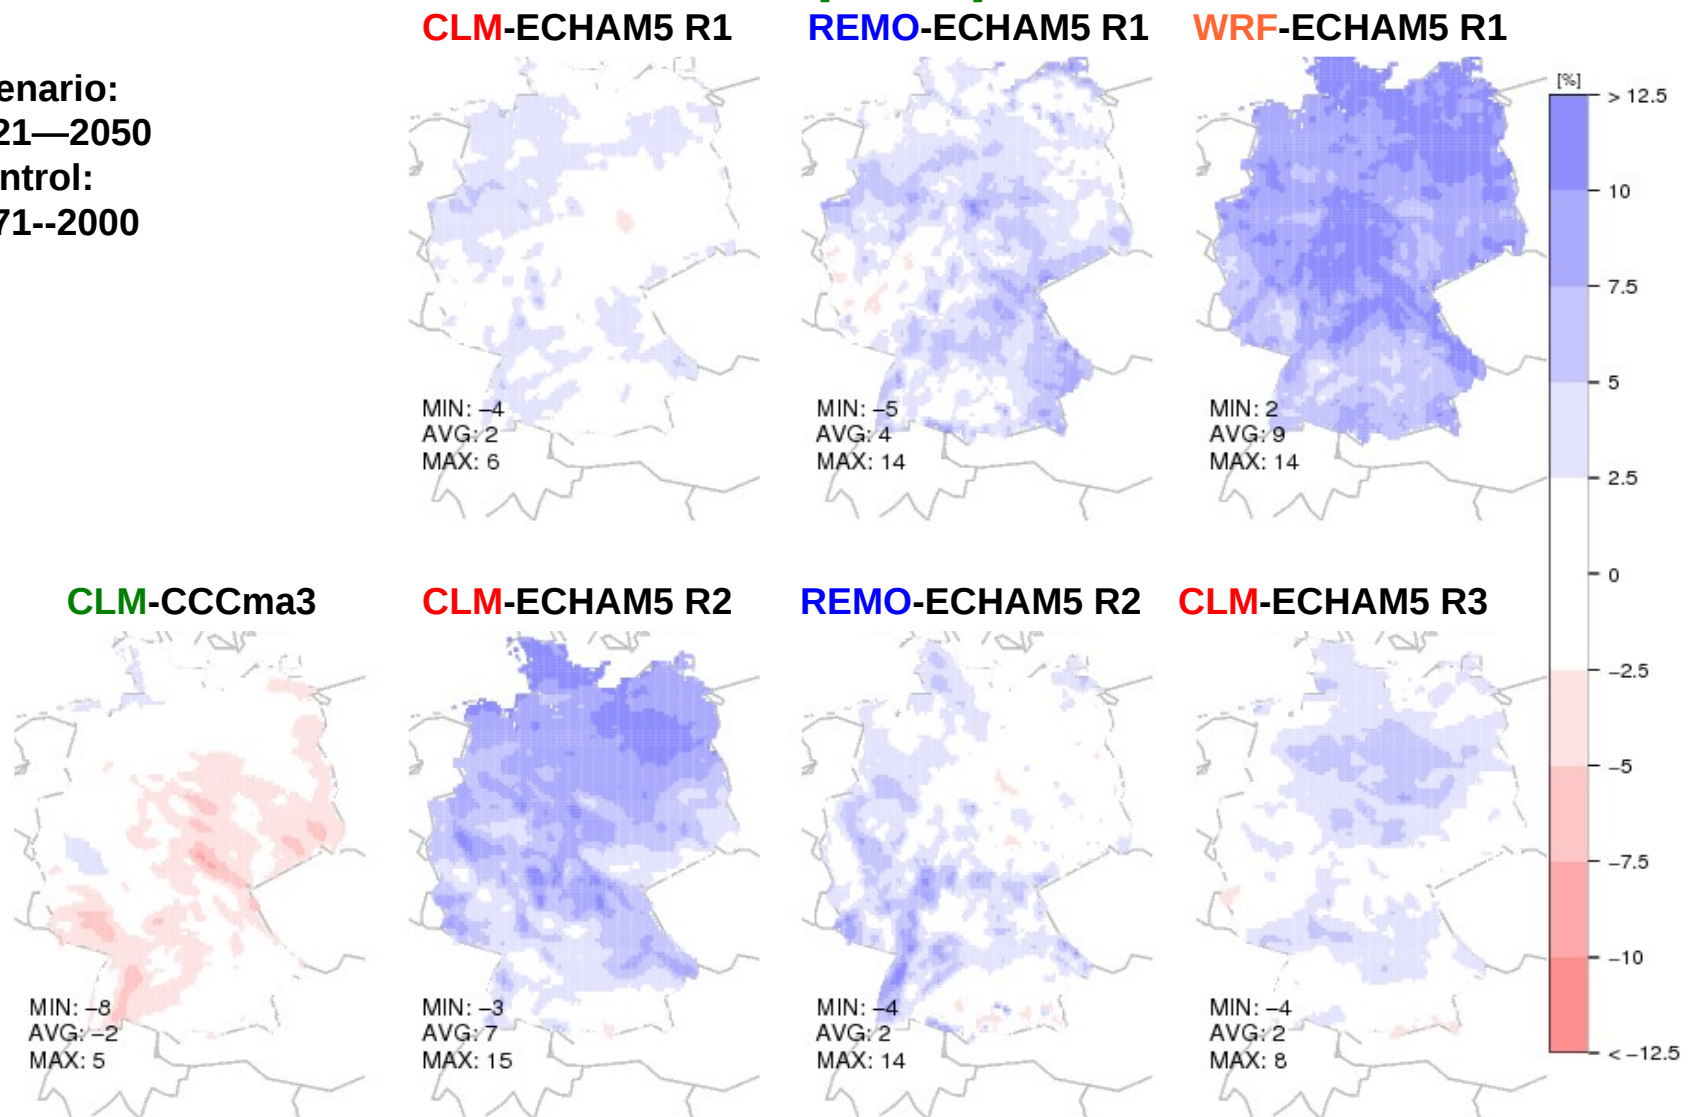 CLM-ECHAM5 R1
REMO-ECHAM5 R1
WRF-ECHAM5 R1
enario:
21—2050
ntrol:
71--2000
[%]
> 12.5
10
7.5
5
2.5
0
−2.5
−5
−7.5
−10
< −12.5
MIN: −4
AVG: 2
MAX: 6
MIN: −5
AVG: 4
MAX: 14
MIN: 2
AVG: 9
MAX: 14
CLM-CCCma3
CLM-ECHAM5 R2
REMO-ECHAM5 R2
CLM-ECHAM5 R3
MIN: −8
AVG: −2
MAX: 5
MIN: −3
AVG: 7
MAX: 15
MIN: −4
AVG: 2
MAX: 14
MIN: −4
AVG: 2
MAX: 8